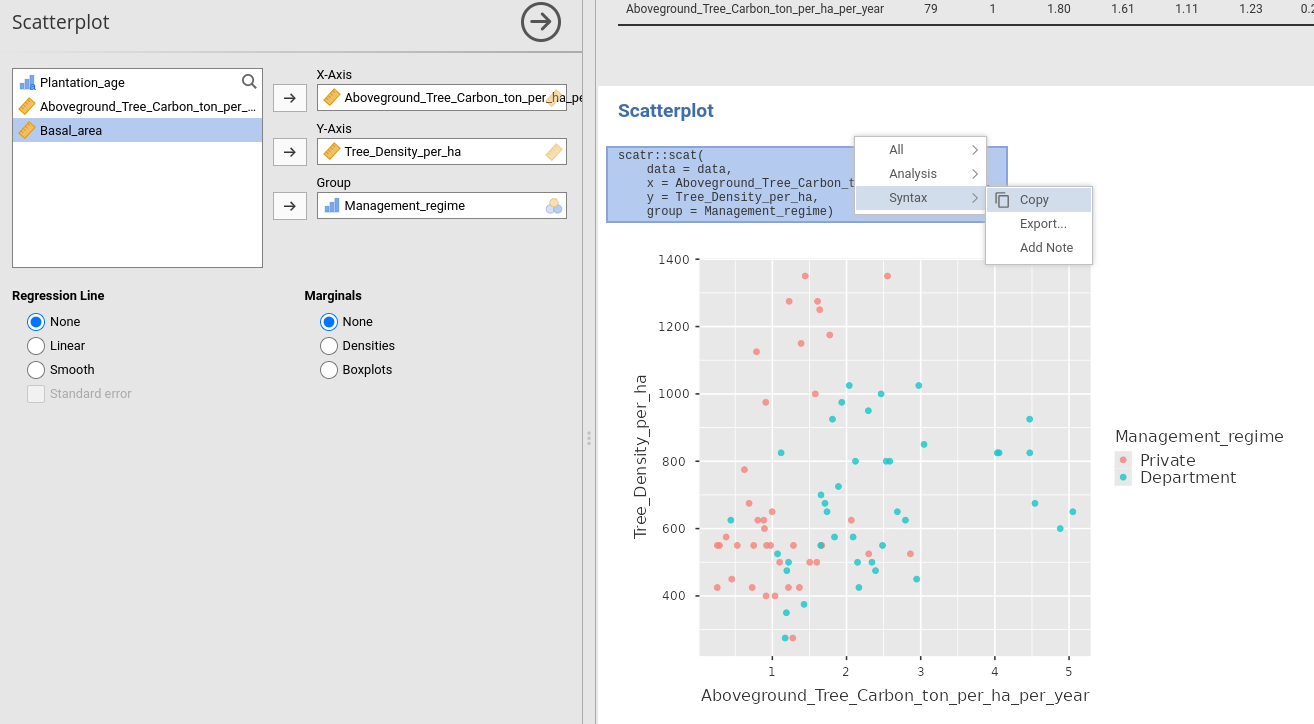 Scatterplot
Plantation_age
Aboveground_Tree_Carbon_ton_per_...
Basal_area
X-Axis
Aboveground_Tree_Carbon_ton_per_ha_pe
Y-Axis
Tree_Density_per_ha
Group
Management_regime
Regression Line
None
Linear
Smooth
Standard error
Marginals
None
Densities
Boxplots
Aboveground_Tree_Carbon_ton_per_ha_per_year 79 1 1.80 1.61 1.11 1.23 0.2
Scatterplot
scatr::scat(
data = data,
x = Aboveground_Tree_Carbon_t
y = Tree_Density_per_ha,
group = Management_regime)
All
Analysis
Syntax
Copy
Export...
Add Note
1400
1200
1000
800
600
400
Tree_Density_per_ha
1 2 3 4 5
Aboveground_Tree_Carbon_ton_per_ha_per_year
Management_regime
Private
Department